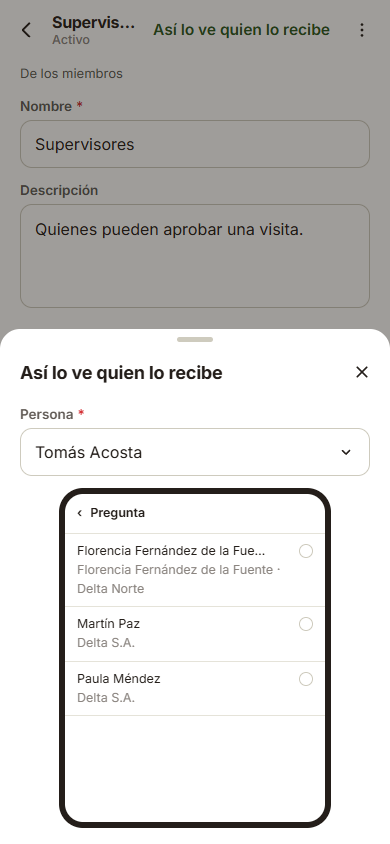 Supervis...
Activo
Así lo ve quien lo recibe
De los miembros
Nombre *
Supervisores
Descripción
Quienes pueden aprobar una visita.
Así lo ve quien lo recibe
Persona *
Tomás Acosta
Pregunta
Florencia Fernández de la Fue...
Florencia Fernández de la Fuente ·
Delta Norte
Martín Paz
Delta S.A.
Paula Méndez
Delta S.A.